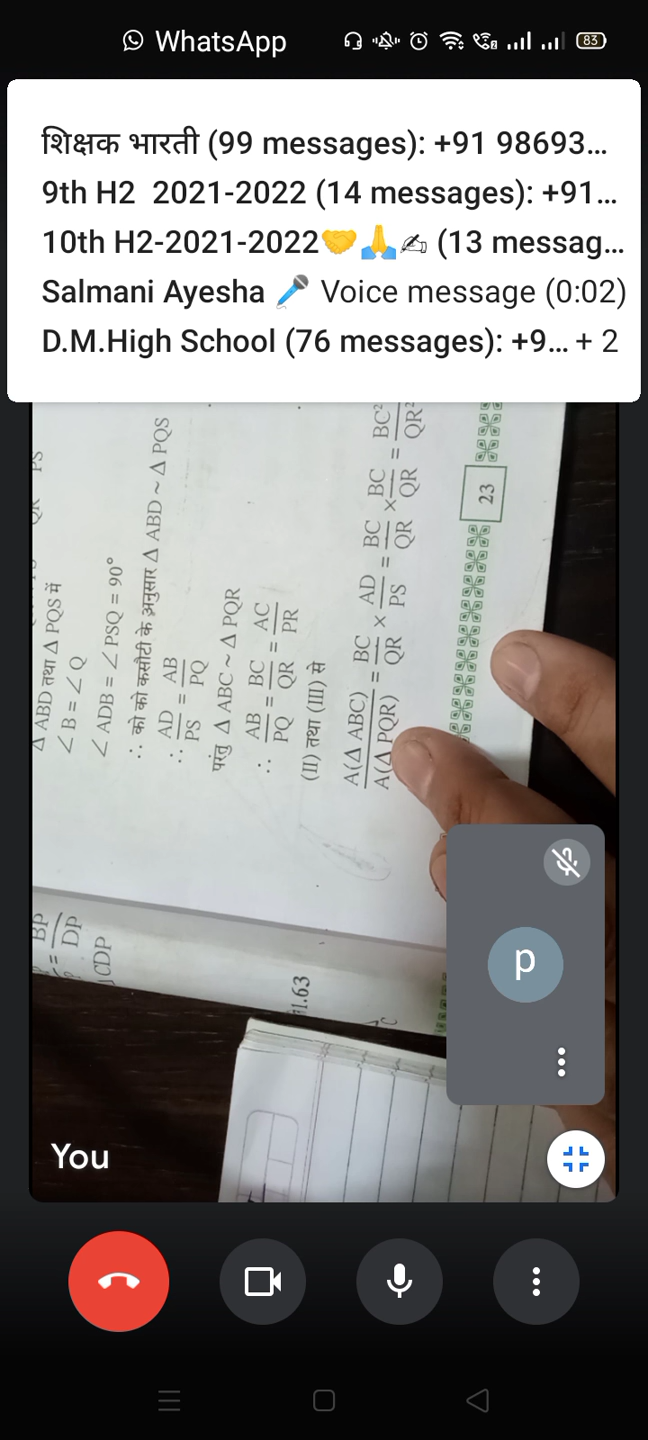 WhatsApp
83
शिक्षक भारती (99 messages): +91 98693...
9th H2 2021-2022 (14 messages): +91...
10th H2-2021-2022🤝🙏✍ (13 messag...
Salmani Ayesha 🎤 Voice message (0:02)
D.M.High School (76 messages): +9... + 2
QR PS
Δ ABD तथा Δ PQS में
∠ B = ∠ Q
∠ ADB = ∠ PSQ = 90°
∴ को को कसौटी के अनुसार Δ ABD ~ Δ PQS
∴ AD/PS = AB/PQ
परंतु Δ ABC ~ Δ PQR
∴ AB/PQ = BC/QR = AC/PR
(II) तथा (III) से
A(Δ ABC)/A(Δ PQR) = BC/QR × AD/PS = BC/QR × BC/QR = BC²/QR²
23
= BP/DP
CDP
1.63
C
p
You